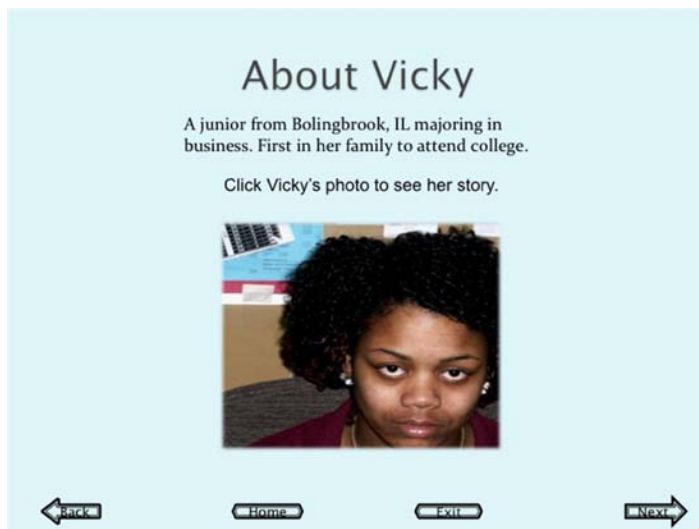 About Vicky
A junior from Bolingbrook, IL majoring in
business. First in her family to attend college.
Click Vicky's photo to see her story.
Back Home Exit Next